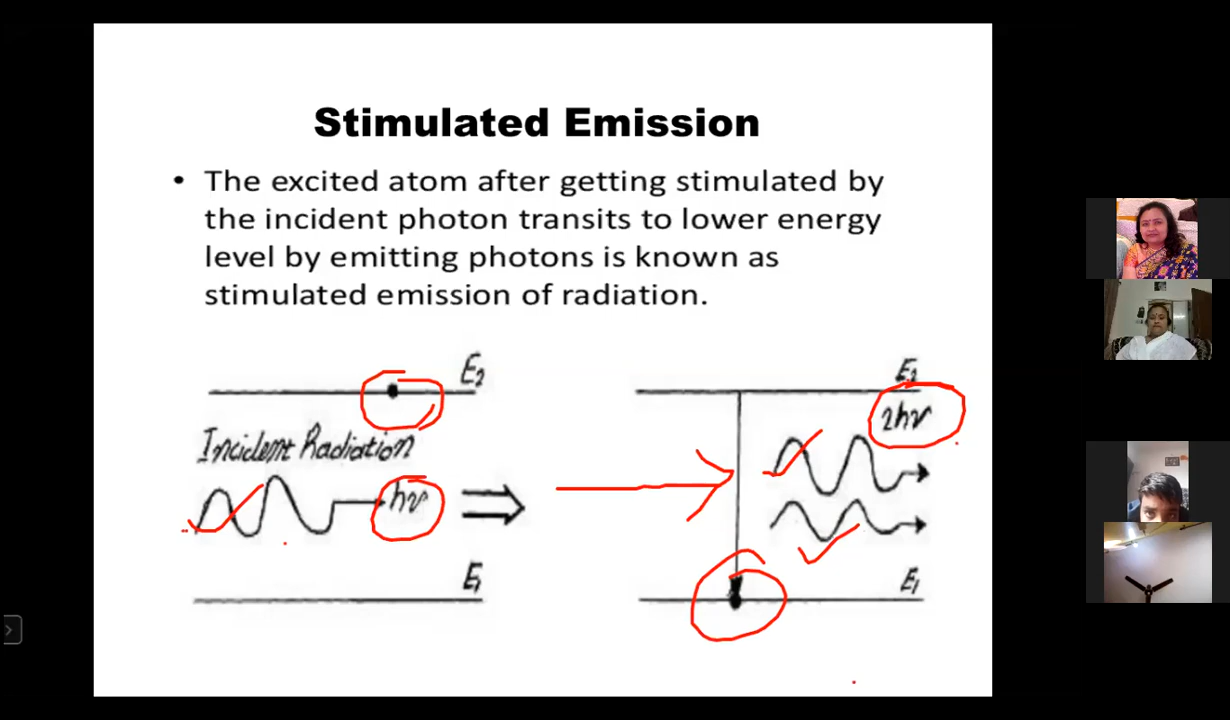 Stimulated Emission
• The excited atom after getting stimulated by
the incident photon transits to lower energy
level by emitting photons is known as
stimulated emission of radiation.
E₂
Incident Radiation
hν
E₁
E₂
2hν
E₁